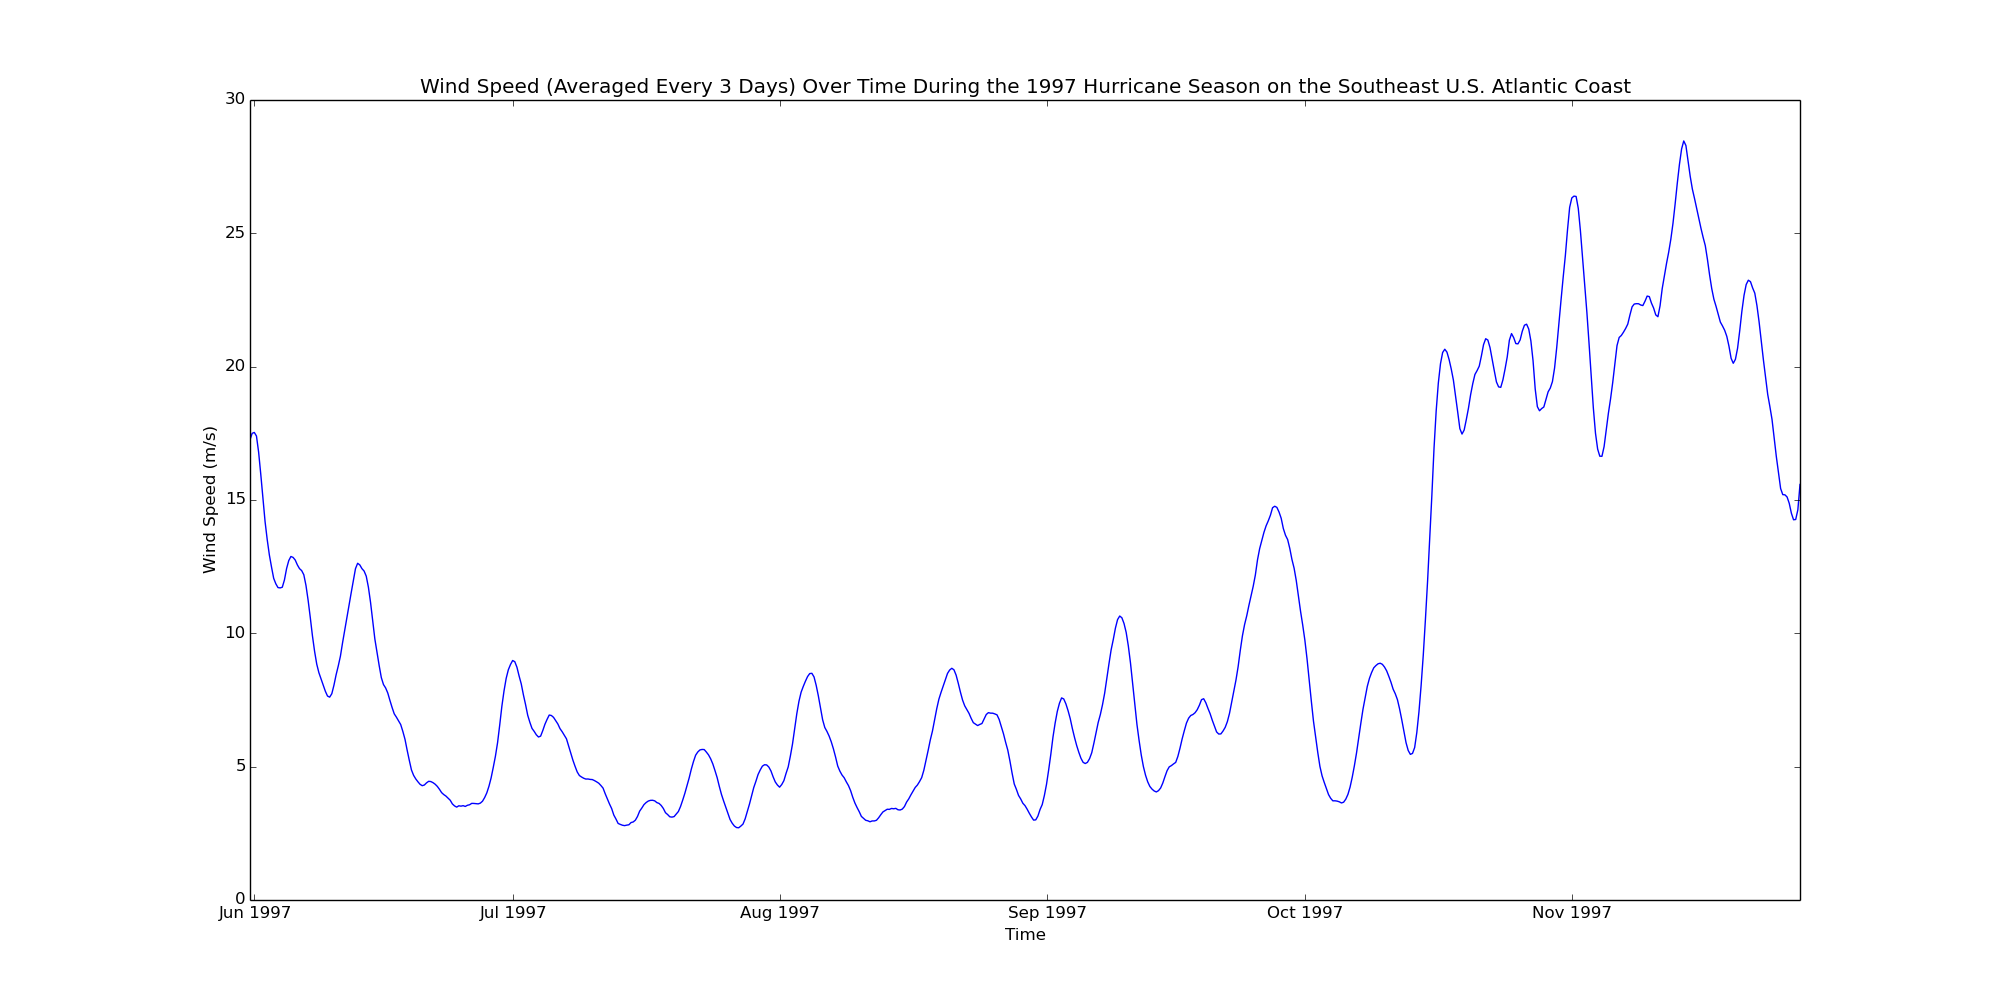 Wind Speed (Averaged Every 3 Days) Over Time During the 1997 Hurricane Season on the Southeast U.S. Atlantic Coast
30
25
20
15
10
5
0
Wind Speed (m/s)
Jun 1997
Jul 1997
Aug 1997
Sep 1997
Oct 1997
Nov 1997
Time